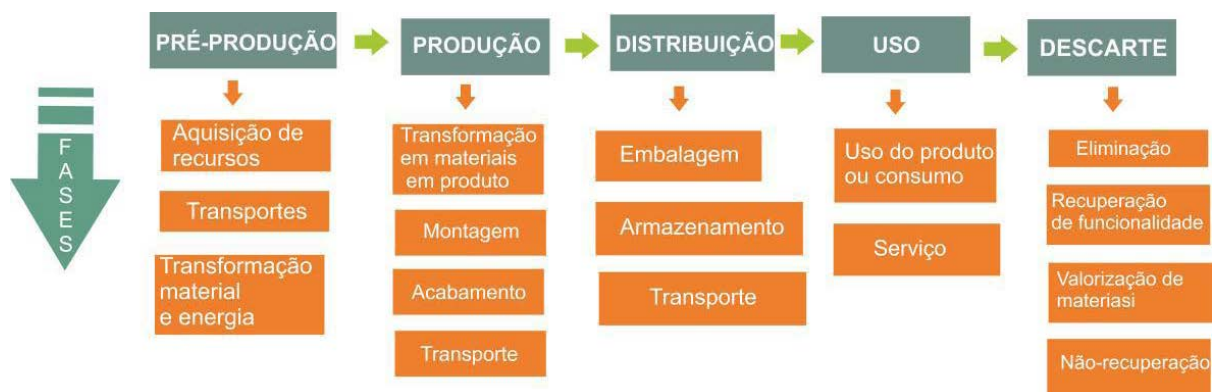 PRÉ-PRODUÇÃO
PRODUÇÃO
DISTRIBUIÇÃO
USO
DESCARTE
FASES
Aquisição de
recursos
Transportes
Transformação
material
e energia
Transformação
em materiais
em produto
Montagem
Acabamento
Transporte
Embalagem
Armazenamento
Transporte
Uso do produto
ou consumo
Serviço
Eliminação
Recuperação
de funcionalidade
Valorização de
materiasi
Não-recuperação